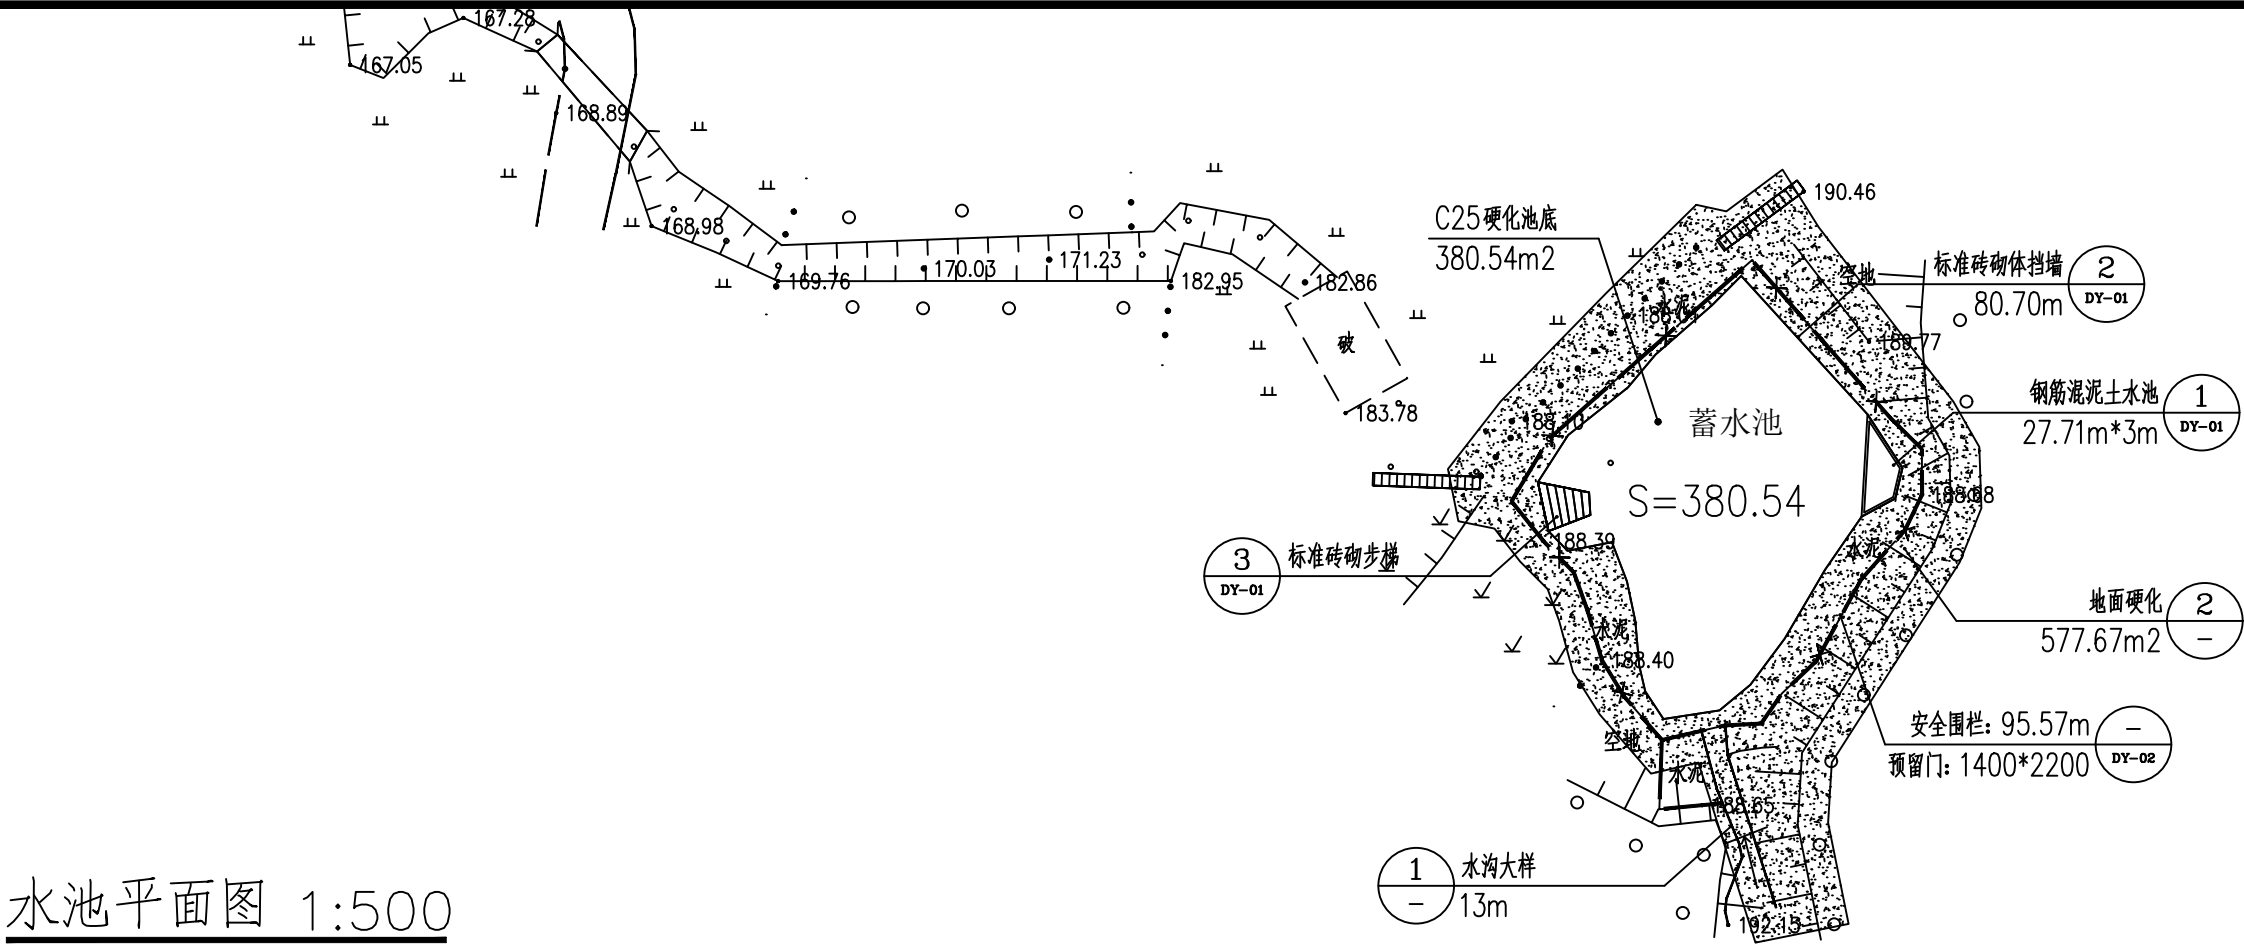 167.28
167.05
168.89
168.98
169.76
170.03
171.23
182.95
182.86
破
183.78
190.46
C25硬化池底
380.54m2
空地
水泥
标准砖砌体挡墙
80.70m
2
DY-01
189.77
钢筋混泥土水池
27.71m*3m
1
DY-01
188.10
蓄水池
S=380.54
188.68
188.39
3
DY-01
标准砖砌步梯
水泥
地面硬化
577.67m2
2
-
水泥
188.40
安全围栏: 95.57m
预留门: 1400*2200
-
DY-02
空地
水泥
188.65
1
-
水沟大样
13m
192.15
水池平面图 1:500